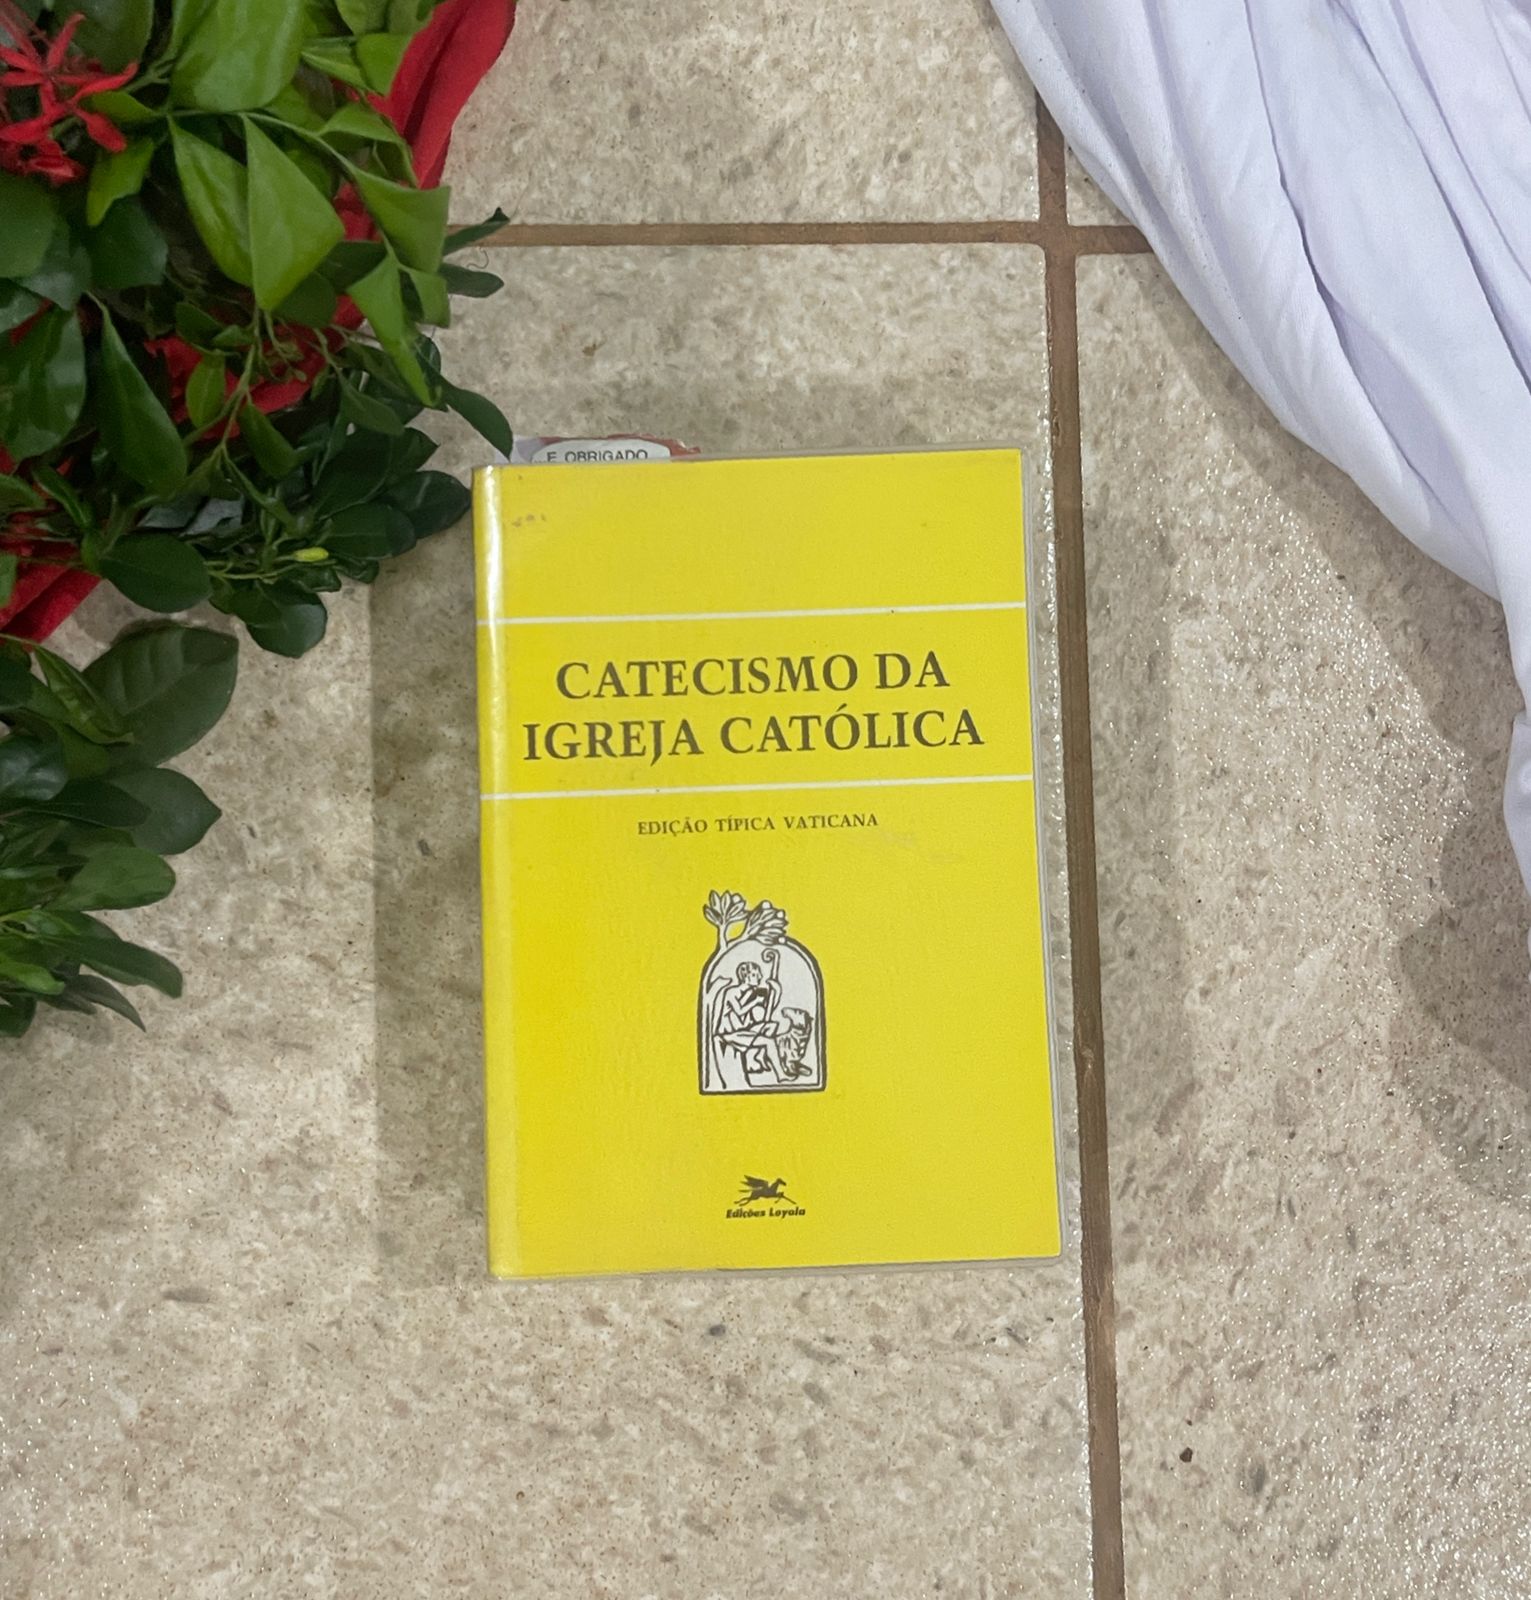 E OBRIGADO
CATECISMO DA
IGREJA CATÓLICA
EDIÇÃO TÍPICA VATICANA
Edições Loyola